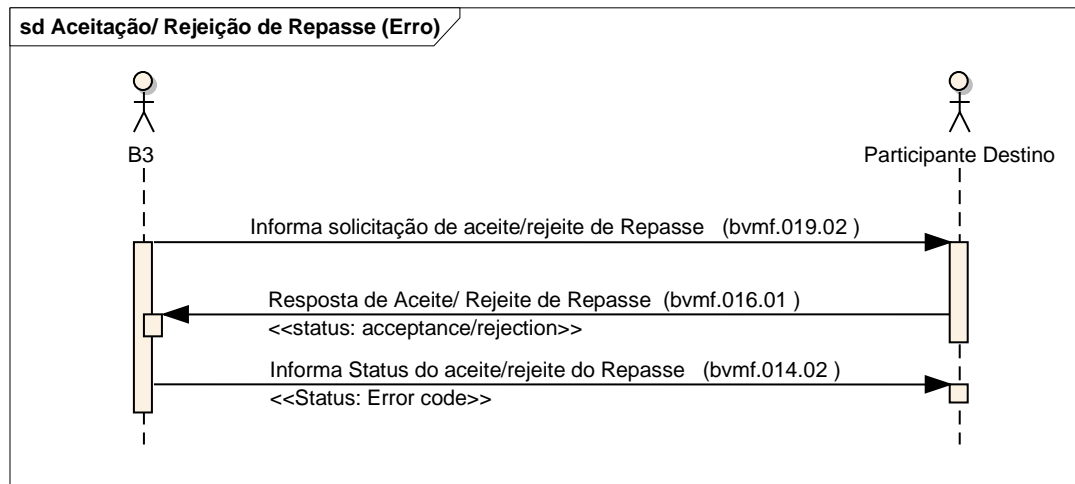 sd Aceitação/ Rejeição de Repasse (Erro)
B3
Participante Destino
Informa solicitação de aceite/rejeite de Repasse (bvmf.019.02 )
Resposta de Aceite/ Rejeite de Repasse (bvmf.016.01 )
<<status: acceptance/rejection>>
Informa Status do aceite/rejeite do Repasse (bvmf.014.02 )
<<Status: Error code>>